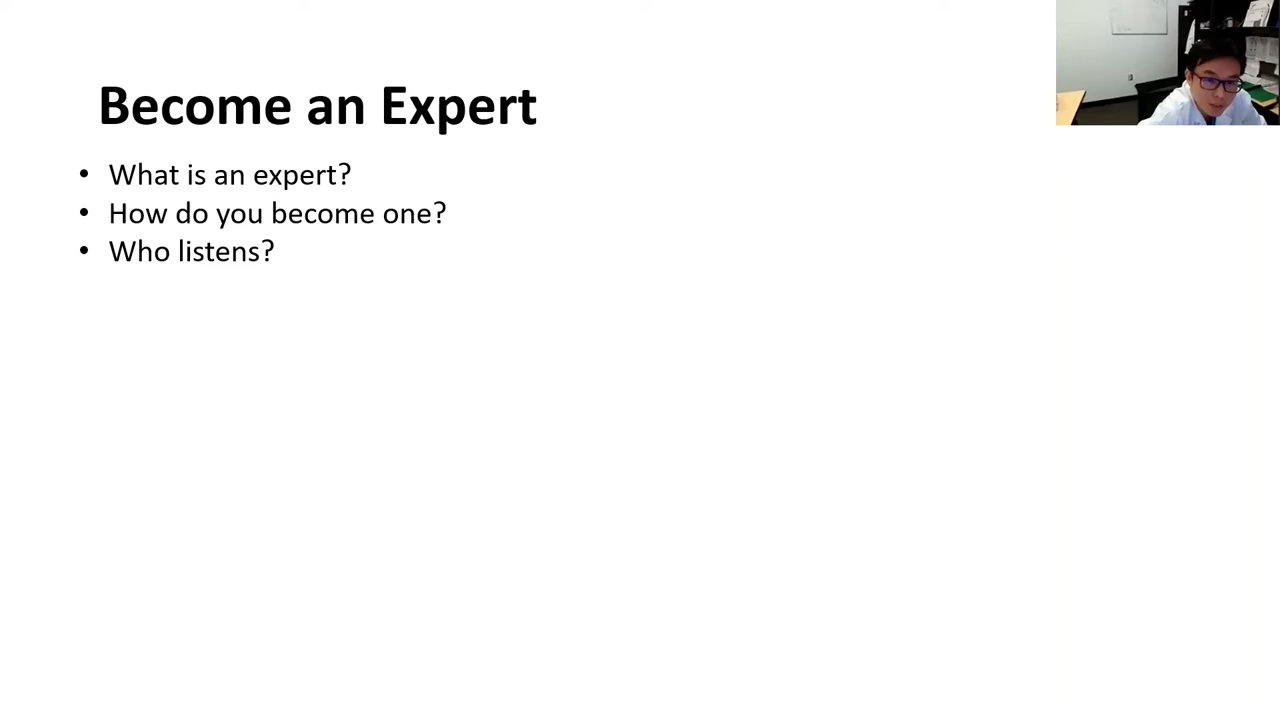 Become an Expert
• What is an expert?
• How do you become one?
• Who listens?